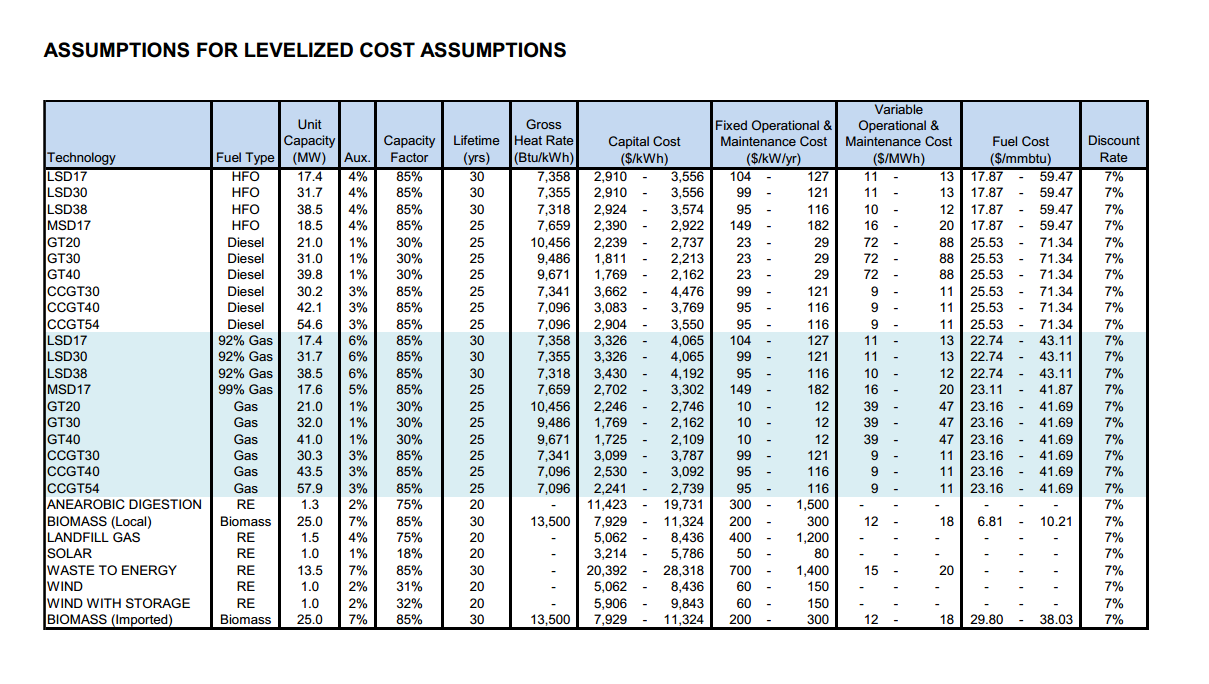 ASSUMPTIONS FOR LEVELIZED COST ASSUMPTIONS
Technology Fuel Type Unit Capacity (MW) Aux. Capacity Factor Lifetime (yrs) Gross Heat Rate (Btu/kWh) Capital Cost ($/kWh) Fixed Operational & Maintenance Cost ($/kW/yr) Variable Operational & Maintenance Cost ($/MWh) Fuel Cost ($/mmbtu) Discount Rate
LSD17 HFO 17.4 4% 85% 30 7,358 2,910 - 3,556 104 - 127 11 - 13 17.87 - 59.47 7%
LSD30 HFO 31.7 4% 85% 30 7,355 2,910 - 3,556 99 - 121 11 - 13 17.87 - 59.47 7%
LSD38 HFO 38.5 4% 85% 30 7,318 2,924 - 3,574 95 - 116 10 - 12 17.87 - 59.47 7%
MSD17 HFO 18.5 4% 85% 25 7,659 2,390 - 2,922 149 - 182 16 - 20 17.87 - 59.47 7%
GT20 Diesel 21.0 1% 30% 25 10,456 2,239 - 2,737 23 - 29 72 - 88 25.53 - 71.34 7%
GT30 Diesel 31.0 1% 30% 25 9,486 1,811 - 2,213 23 - 29 72 - 88 25.53 - 71.34 7%
GT40 Diesel 39.8 1% 30% 25 9,671 1,769 - 2,162 23 - 29 72 - 88 25.53 - 71.34 7%
CCGT30 Diesel 30.2 3% 85% 25 7,341 3,662 - 4,476 99 - 121 9 - 11 25.53 - 71.34 7%
CCGT40 Diesel 42.1 3% 85% 25 7,096 3,083 - 3,769 95 - 116 9 - 11 25.53 - 71.34 7%
CCGT54 Diesel 54.6 3% 85% 25 7,096 2,904 - 3,550 95 - 116 9 - 11 25.53 - 71.34 7%
LSD17 92% Gas 17.4 6% 85% 30 7,358 3,326 - 4,065 104 - 127 11 - 13 22.74 - 43.11 7%
LSD30 92% Gas 31.7 6% 85% 30 7,355 3,326 - 4,065 99 - 121 11 - 13 22.74 - 43.11 7%
LSD38 92% Gas 38.5 6% 85% 30 7,318 3,430 - 4,192 95 - 116 10 - 12 22.74 - 43.11 7%
MSD17 99% Gas 17.6 5% 85% 25 7,659 2,702 - 3,302 149 - 182 16 - 20 23.11 - 41.87 7%
GT20 Gas 21.0 1% 30% 25 10,456 2,246 - 2,746 10 - 12 39 - 47 23.16 - 41.69 7%
GT30 Gas 32.0 1% 30% 25 9,486 1,769 - 2,162 10 - 12 39 - 47 23.16 - 41.69 7%
GT40 Gas 41.0 1% 30% 25 9,671 1,725 - 2,109 10 - 12 39 - 47 23.16 - 41.69 7%
CCGT30 Gas 30.3 3% 85% 25 7,341 3,099 - 3,787 99 - 121 9 - 11 23.16 - 41.69 7%
CCGT40 Gas 43.5 3% 85% 25 7,096 2,530 - 3,092 95 - 116 9 - 11 23.16 - 41.69 7%
CCGT54 Gas 57.9 3% 85% 25 7,096 2,241 - 2,739 95 - 116 9 - 11 23.16 - 41.69 7%
ANEAROBIC DIGESTION RE 1.3 2% 75% 20 - 11,423 - 19,731 300 - 1,500 - - - - - - 7%
BIOMASS (Local) Biomass 25.0 7% 85% 30 13,500 7,929 - 11,324 200 - 300 12 - 18 6.81 - 10.21 7%
LANDFILL GAS RE 1.5 4% 75% 20 - 5,062 - 8,436 400 - 1,200 - - - - - - 7%
SOLAR RE 1.0 1% 18% 20 - 3,214 - 5,786 50 - 80 - - - - - - 7%
WASTE TO ENERGY RE 13.5 7% 85% 30 - 20,392 - 28,318 700 - 1,400 15 - 20 - - - 7%
WIND RE 1.0 2% 31% 20 - 5,062 - 8,436 60 - 150 - - - - - - 7%
WIND WITH STORAGE RE 1.0 2% 32% 20 - 5,906 - 9,843 60 - 150 - - - - - - 7%
BIOMASS (Imported) Biomass 25.0 7% 85% 30 13,500 7,929 - 11,324 200 - 300 12 - 18 29.80 - 38.03 7%